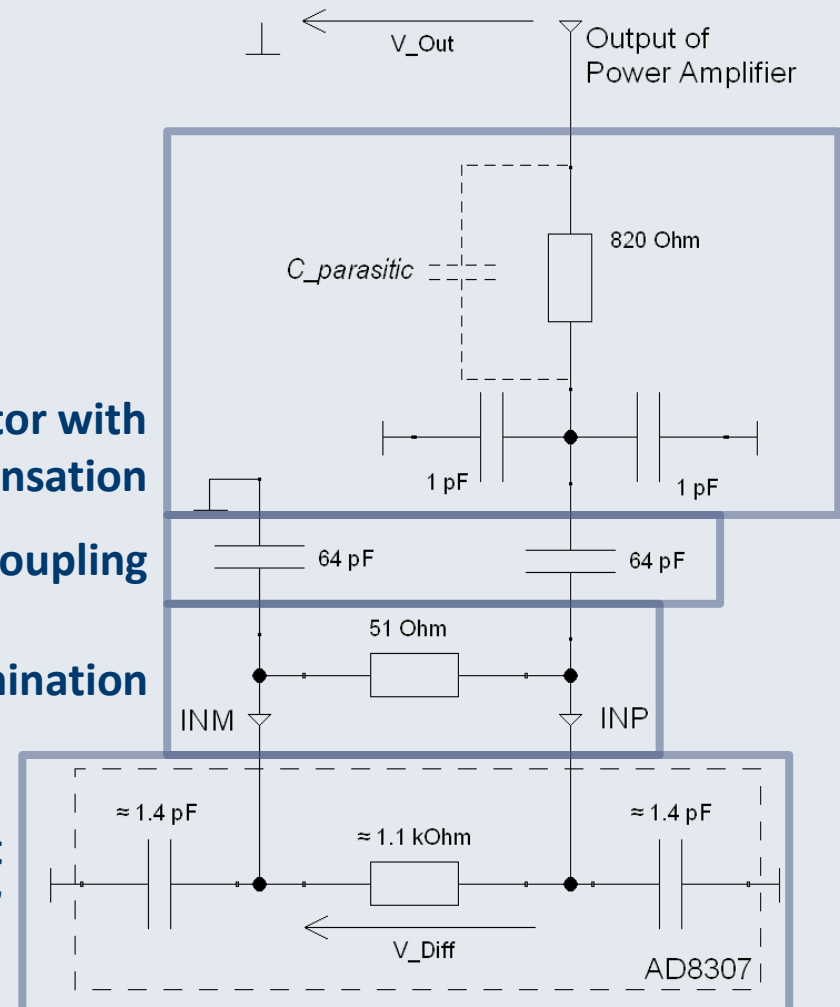 V_Out
Output of
Power Amplifier
820 Ohm
C_parasitic
tor with
nsation
1 pF
1 pF
oupling
64 pF
64 pF
51 Ohm
nination
INM
INP
≈ 1.4 pF
≈ 1.4 pF
≈ 1.1 kOhm
V_Diff
AD8307